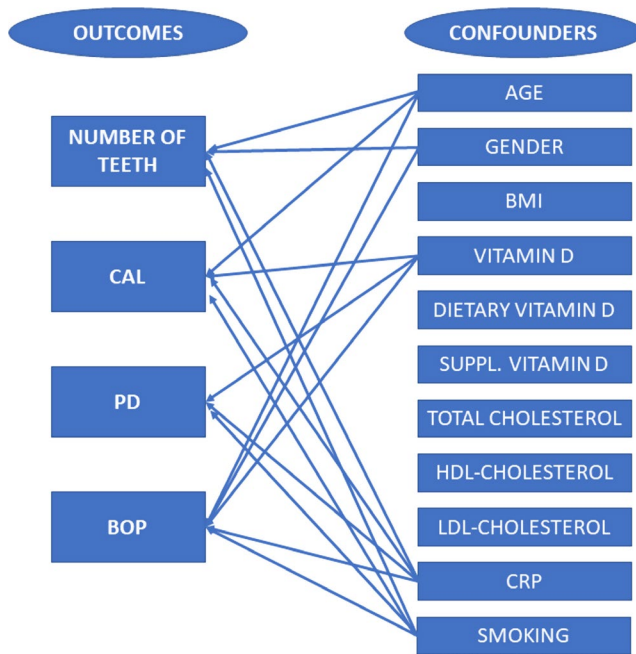 OUTCOMES
NUMBER OF
TEETH
CAL
PD
BOP
CONFOUNDERS
AGE
GENDER
BMI
VITAMIN D
DIETARY VITAMIN D
SUPPL. VITAMIN D
TOTAL CHOLESTEROL
HDL-CHOLESTEROL
LDL-CHOLESTEROL
CRP
SMOKING